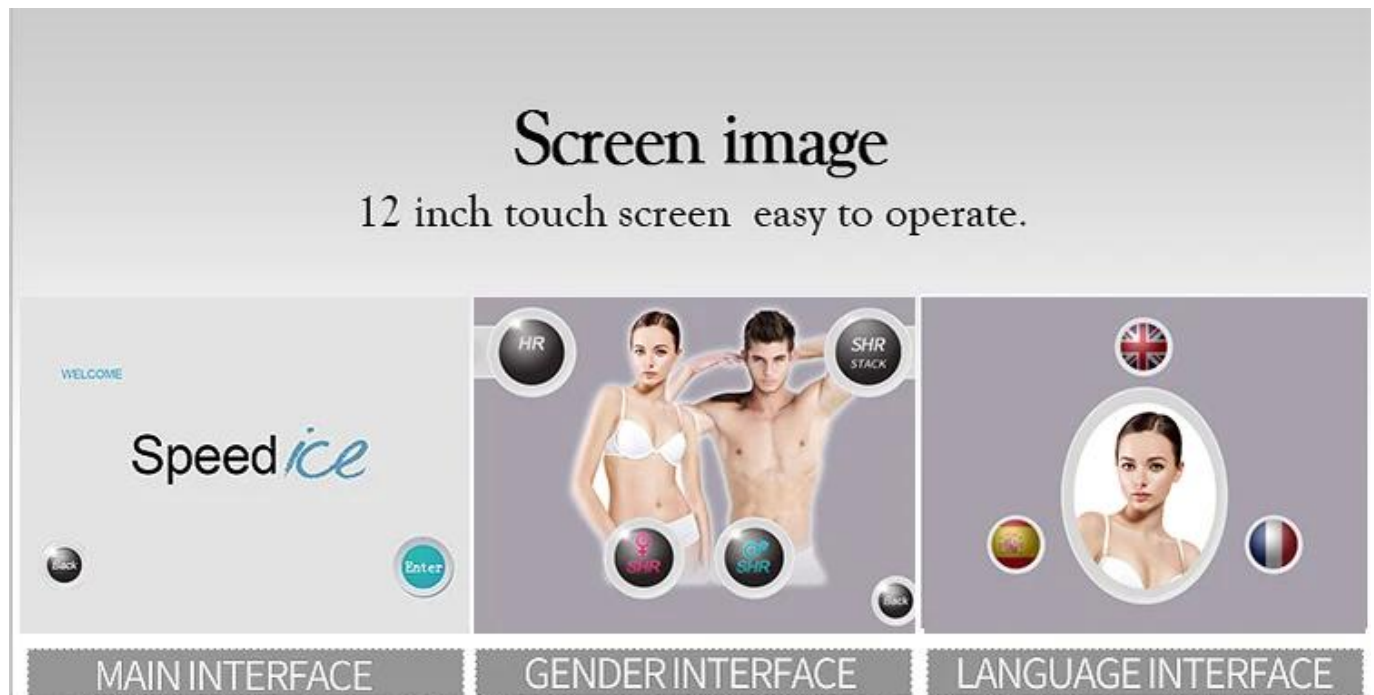 Screen image
12 inch touch screen easy to operate.
WELCOME
Speed ice
Back
Enter
HR
SHR
STACK
SHR
SHR
Back
MAIN INTERFACE
GENDER INTERFACE
LANGUAGE INTERFACE